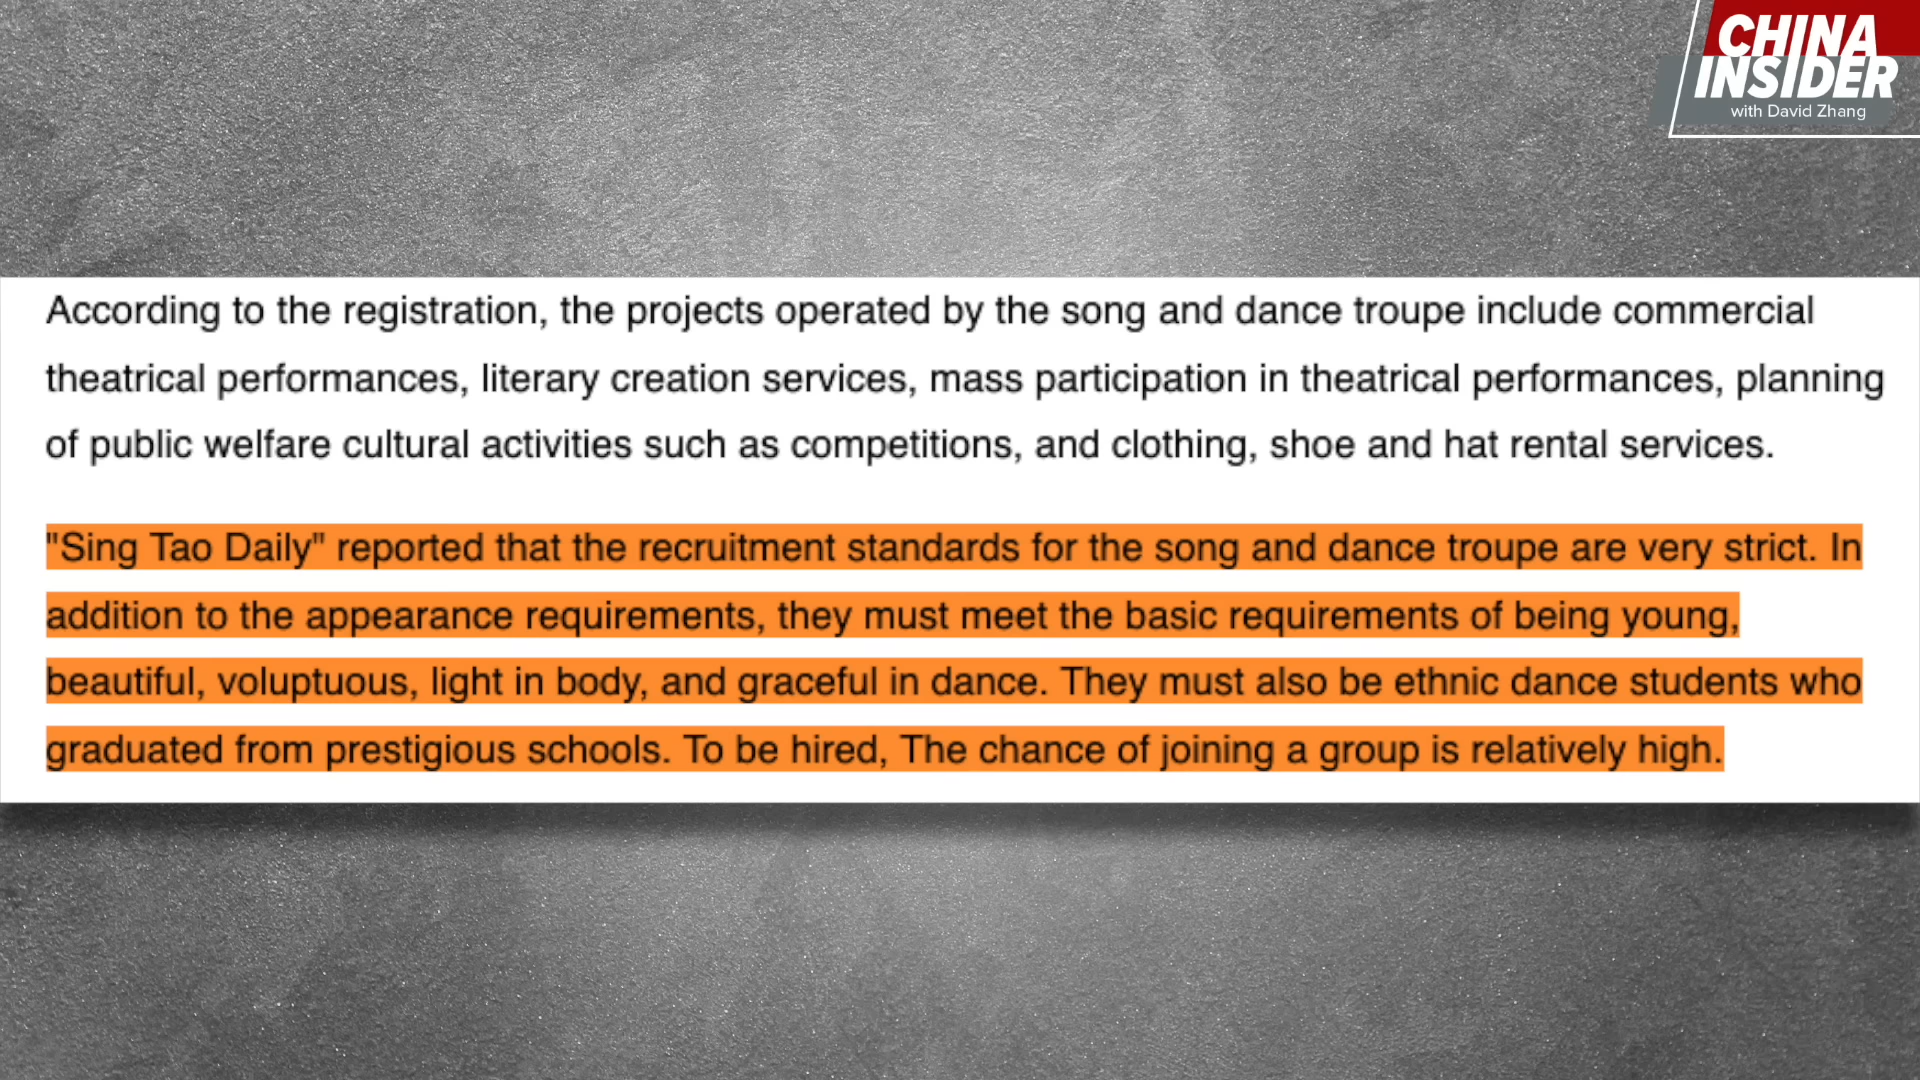 CHINA
INSIDER
with David Zhang
According to the registration, the projects operated by the song and dance troupe include commercial
theatrical performances, literary creation services, mass participation in theatrical performances, planning
of public welfare cultural activities such as competitions, and clothing, shoe and hat rental services.
"Sing Tao Daily" reported that the recruitment standards for the song and dance troupe are very strict. In
addition to the appearance requirements, they must meet the basic requirements of being young,
beautiful, voluptuous, light in body, and graceful in dance. They must also be ethnic dance students who
graduated from prestigious schools. To be hired, The chance of joining a group is relatively high.